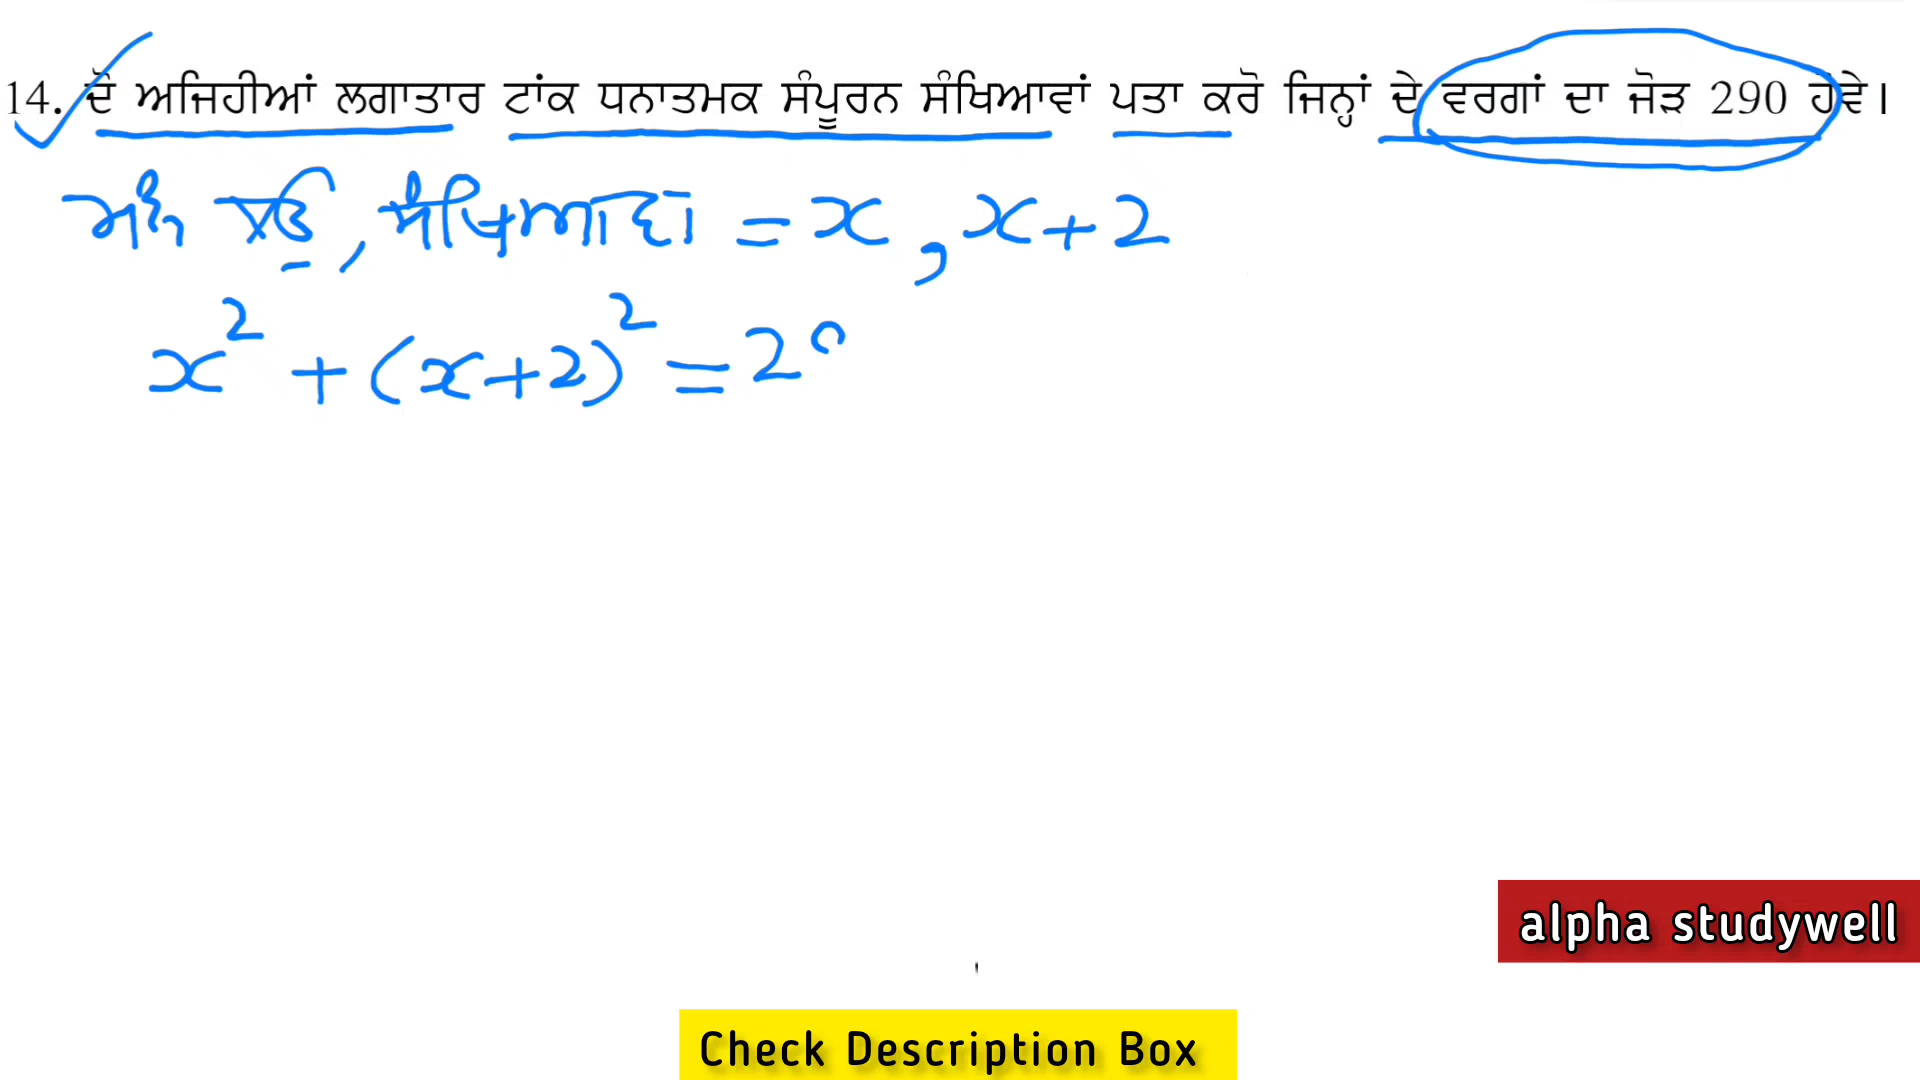 14. ਦੋ ਅਜਿਹੀਆਂ ਲਗਾਤਾਰ ਟਾਂਕ ਧਨਾਤਮਕ ਸੰਪੂਰਨ ਸੰਖਿਆਵਾਂ ਪਤਾ ਕਰੋ ਜਿਨ੍ਹਾਂ ਦੇ ਵਰਗਾਂ ਦਾ ਜੋੜ 290 ਹੋਵੇ।
ਮੰਨ ਲਉ, ਸੰਖਿਆਵਾਂ = x, x+2
x² + (x+2)² = 2
alpha studywell
Check Description Box